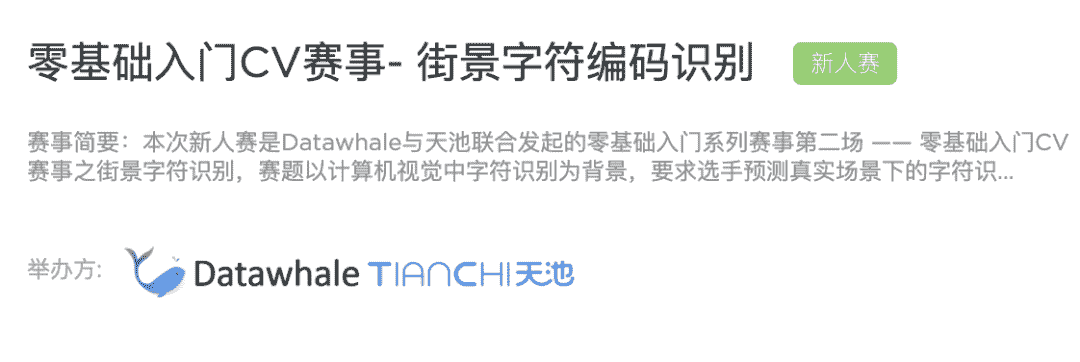 零基础入门CV赛事- 街景字符编码识别 新人赛
赛事简要：本次新人赛是Datawhale与天池联合发起的零基础入门系列赛事第二场 —— 零基础入门CV
赛事之街景字符识别，赛题以计算机视觉中字符识别为背景，要求选手预测真实场景下的字符识...
举办方: Datawhale TIANCHI天池